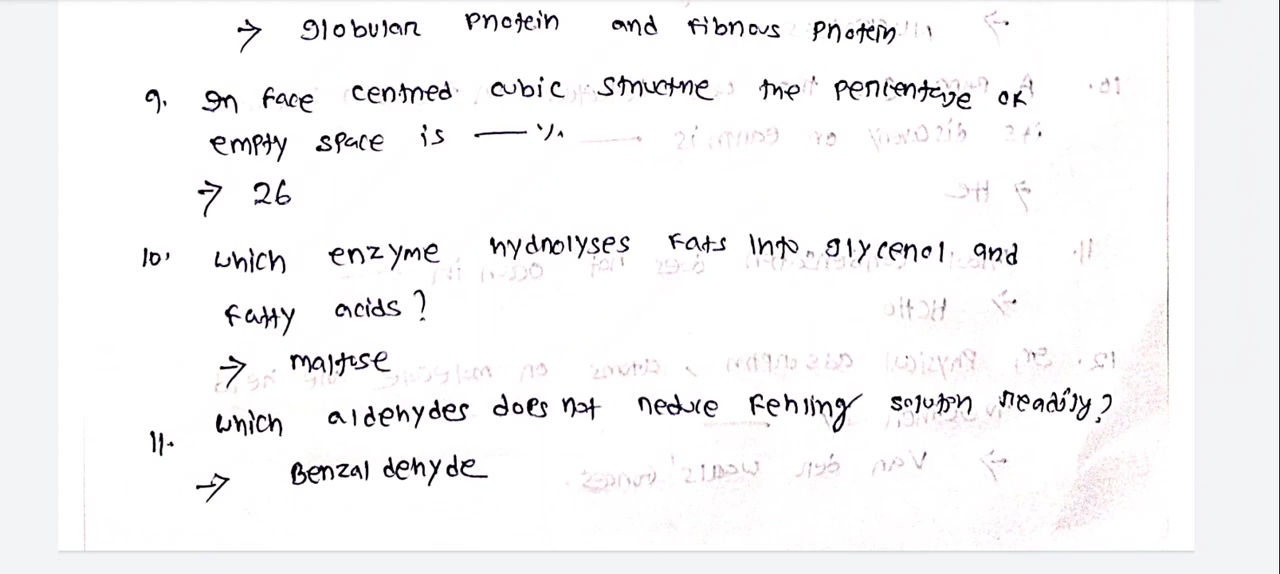 → Globular Protein and fibrous Protein
9. In face centred cubic structure the percentage of
empty space is — %
→ 26
10. Which enzyme hydrolyses fats into glycerol and
fatty acids?
→ maltase
11. Which aldehydes does not reduce Fehling solution readily?
→ Benzaldehyde